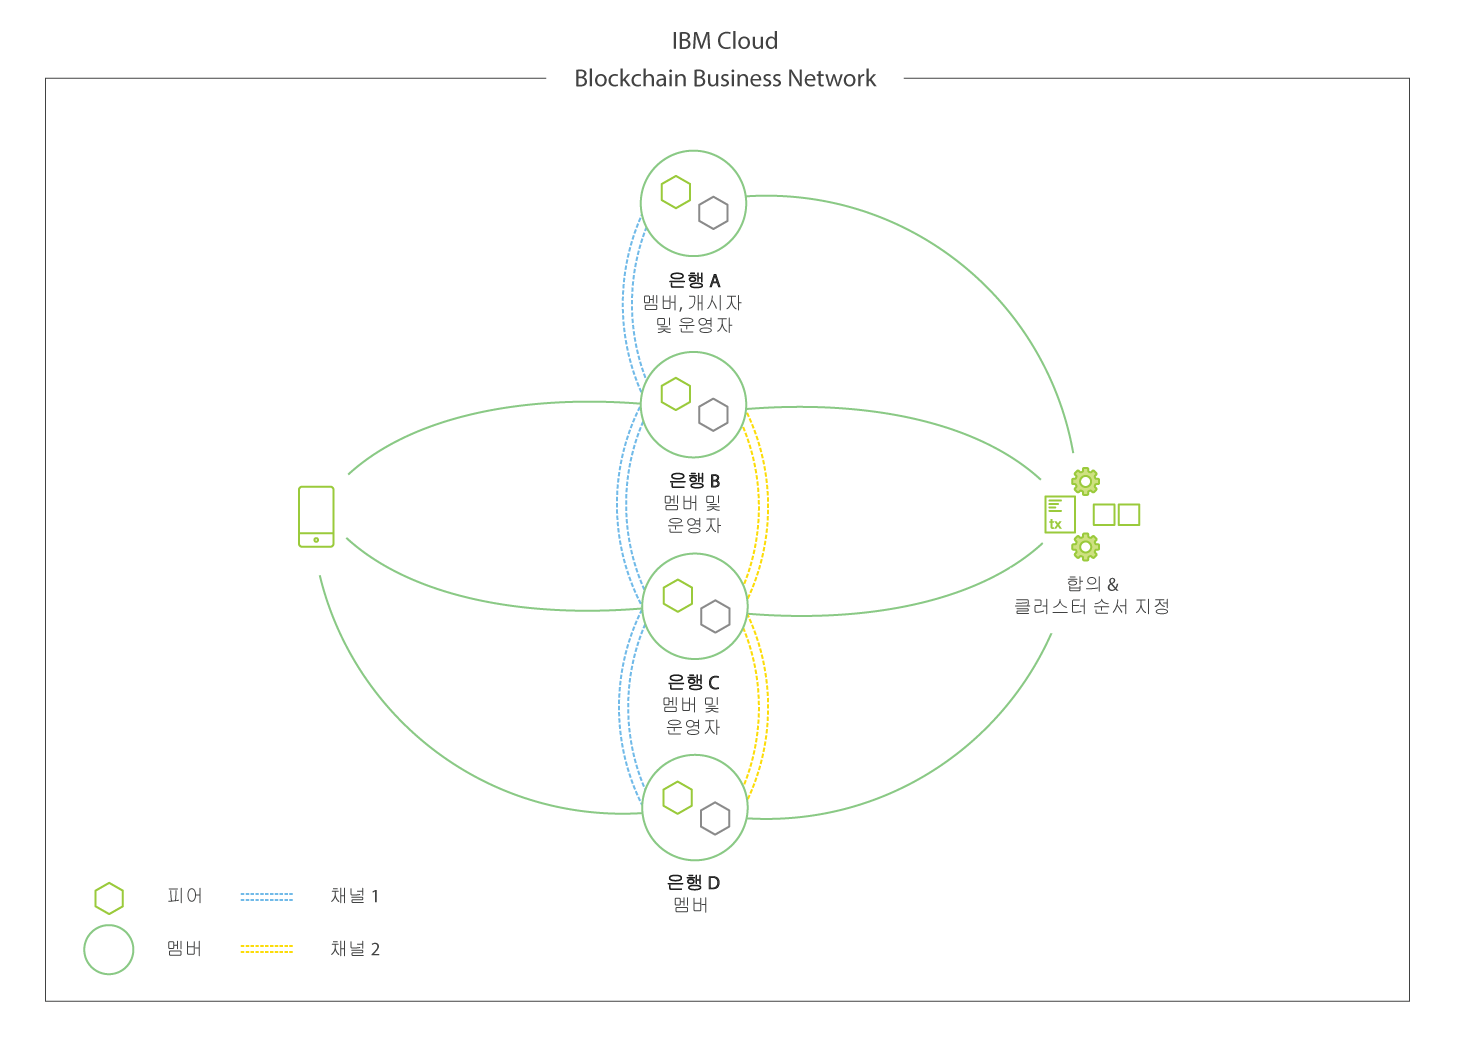 IBM Cloud
Blockchain Business Network
은행 A
멤버, 개시자
및 운영자
은행 B
멤버 및
운영자
tx
합의 &
클러스터 순서 지정
은행 C
멤버 및
운영자
은행 D
멤버
피어
채널 1
멤버
채널 2